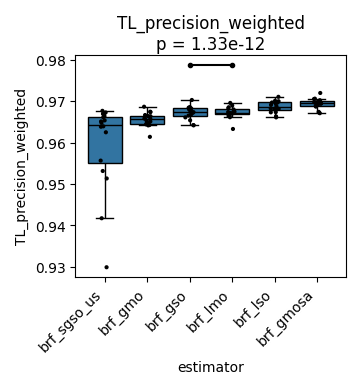 TL_precision_weighted
p = 1.33e-12
0.98
0.97
0.96
0.95
0.94
0.93
TL_precision_weighted
brf_sgso_us
brf_gmo
brf_gso
brf_lmo
brf_lso
brf_gmosa
estimator